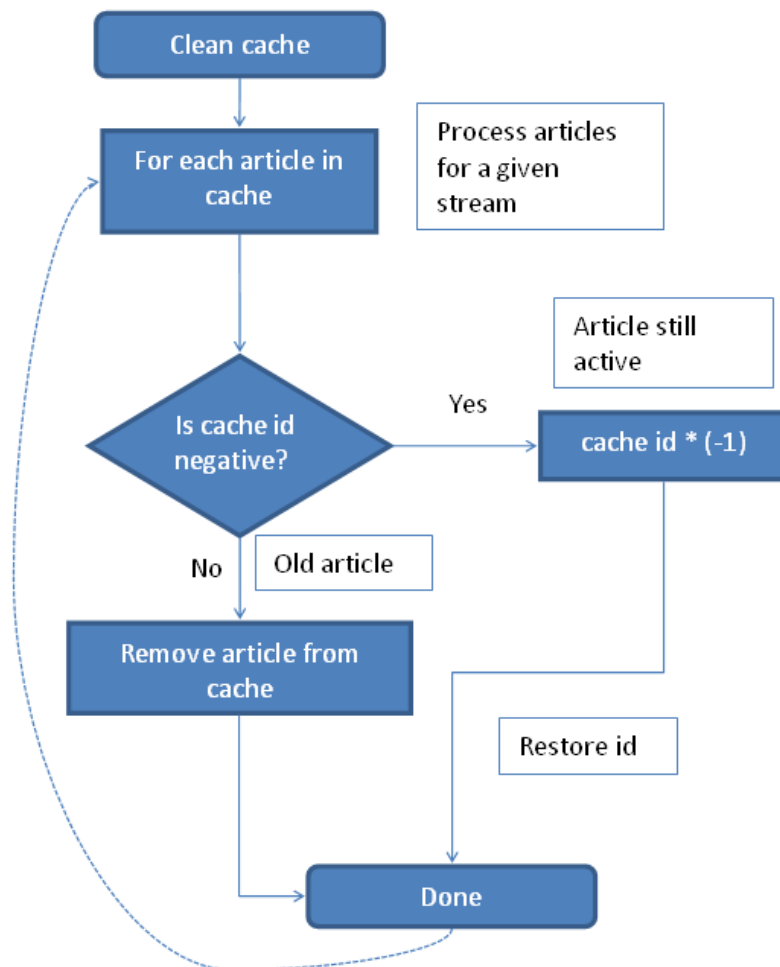 Clean cache
For each article in
cache
Process articles
for a given
stream
Article still
active
Yes
Is cache id
negative?
cache id * (-1)
No
Old article
Remove article from
cache
Restore id
Done